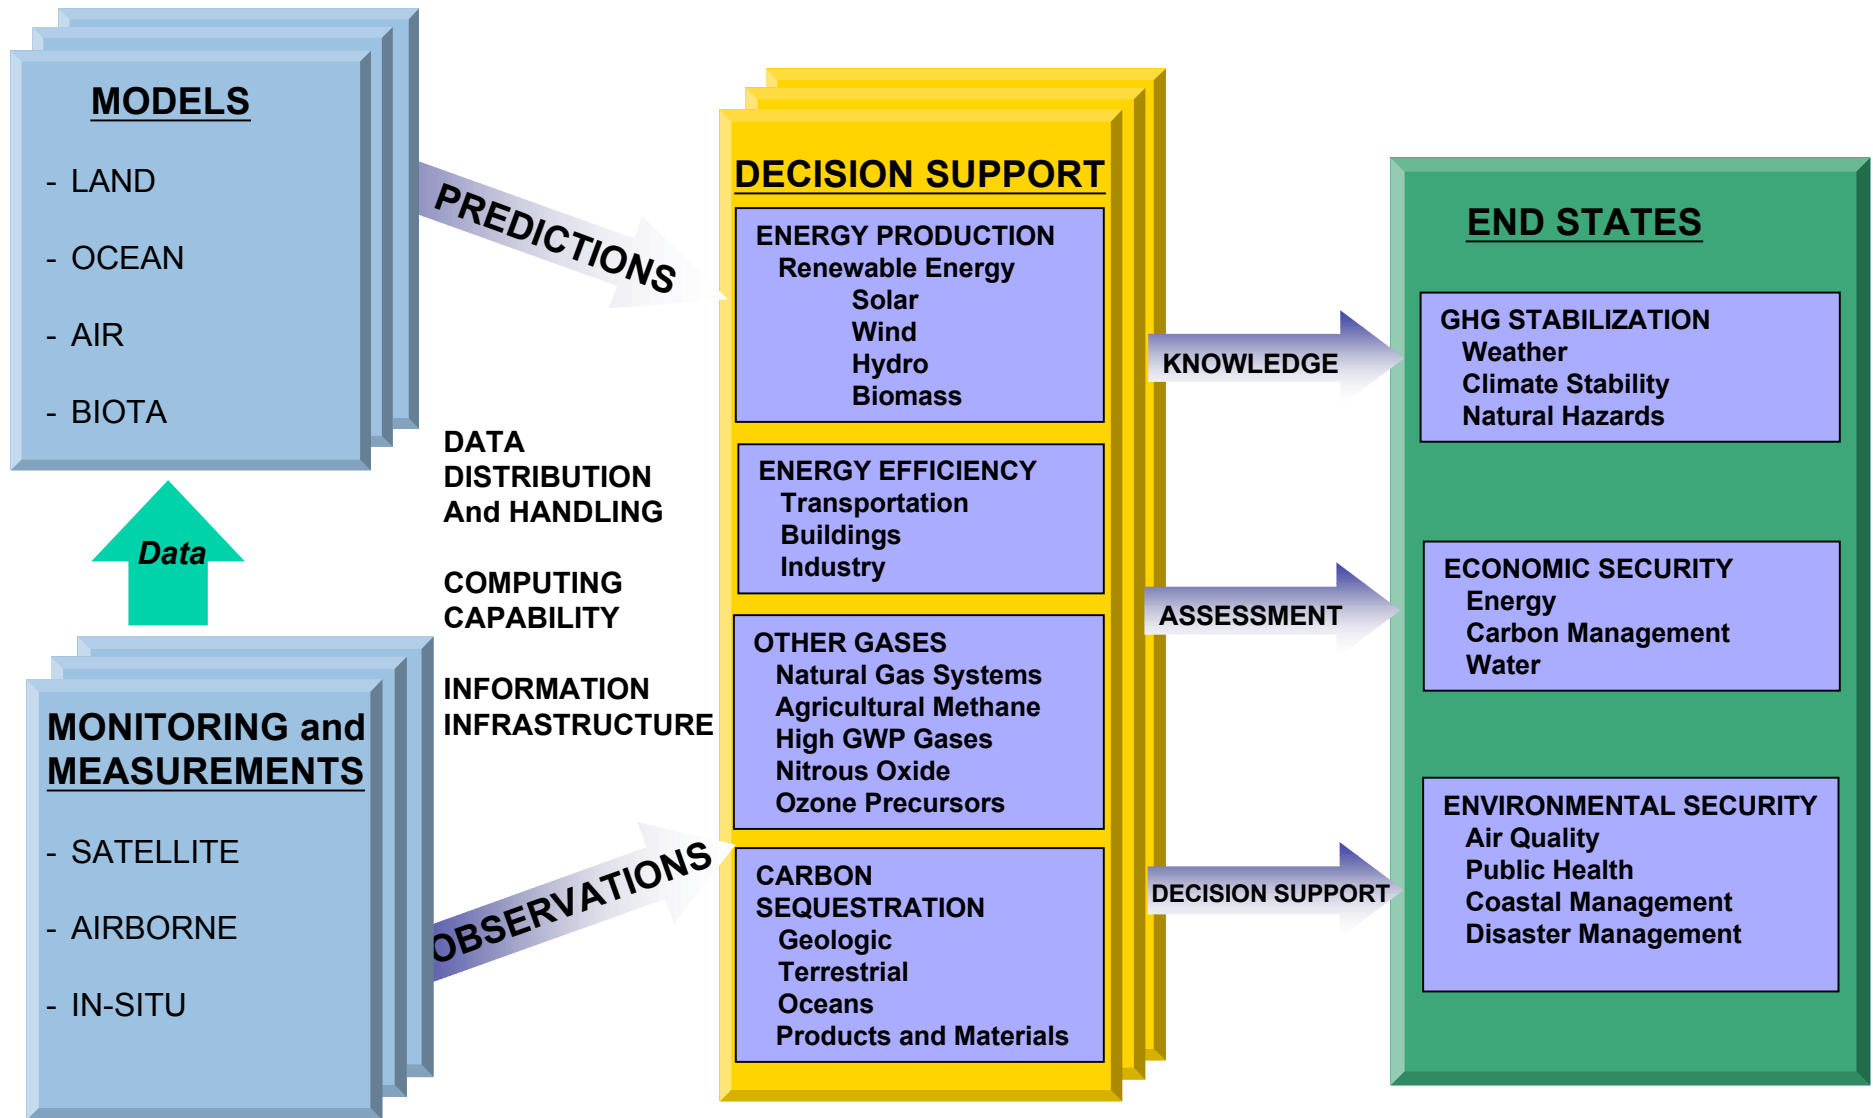 MODELS
- LAND
- OCEAN
- AIR
- BIOTA
Data
MONITORING and
MEASUREMENTS
- SATELLITE
- AIRBORNE
- IN-SITU
PREDICTIONS
DATA
DISTRIBUTION
And HANDLING
COMPUTING
CAPABILITY
INFORMATION
INFRASTRUCTURE
OBSERVATIONS
DECISION SUPPORT
ENERGY PRODUCTION
Renewable Energy
Solar
Wind
Hydro
Biomass
ENERGY EFFICIENCY
Transportation
Buildings
Industry
OTHER GASES
Natural Gas Systems
Agricultural Methane
High GWP Gases
Nitrous Oxide
Ozone Precursors
CARBON
SEQUESTRATION
Geologic
Terrestrial
Oceans
Products and Materials
KNOWLEDGE
ASSESSMENT
DECISION SUPPORT
END STATES
GHG STABILIZATION
Weather
Climate Stability
Natural Hazards
ECONOMIC SECURITY
Energy
Carbon Management
Water
ENVIRONMENTAL SECURITY
Air Quality
Public Health
Coastal Management
Disaster Management